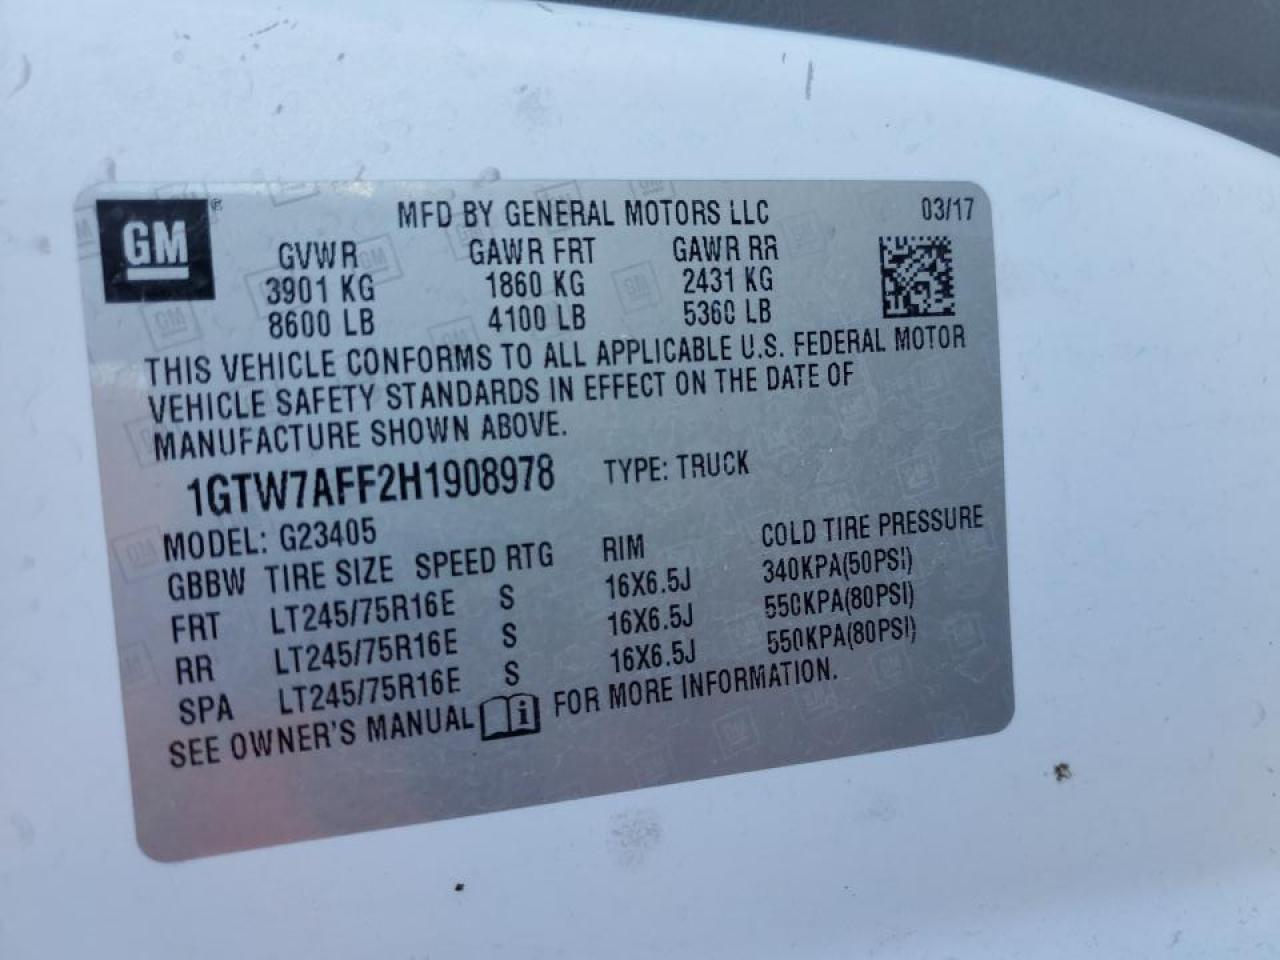 GM ® MFD BY GENERAL MOTORS LLC 03/17
GVWR GAWR FRT GAWR RR
3901 KG 1860 KG 2431 KG
8600 LB 4100 LB 5360 LB
THIS VEHICLE CONFORMS TO ALL APPLICABLE U.S. FEDERAL MOTOR
VEHICLE SAFETY STANDARDS IN EFFECT ON THE DATE OF
MANUFACTURE SHOWN ABOVE.
1GTW7AFF2H1908978 TYPE: TRUCK
MODEL: G23405
GBBW TIRE SIZE SPEED RTG RIM COLD TIRE PRESSURE
FRT LT245/75R16E S 16X6.5J 340KPA(50PSI)
RR LT245/75R16E S 16X6.5J 550KPA(80PSI)
SPA LT245/75R16E S 16X6.5J 550KPA(80PSI)
SEE OWNER'S MANUAL i FOR MORE INFORMATION.